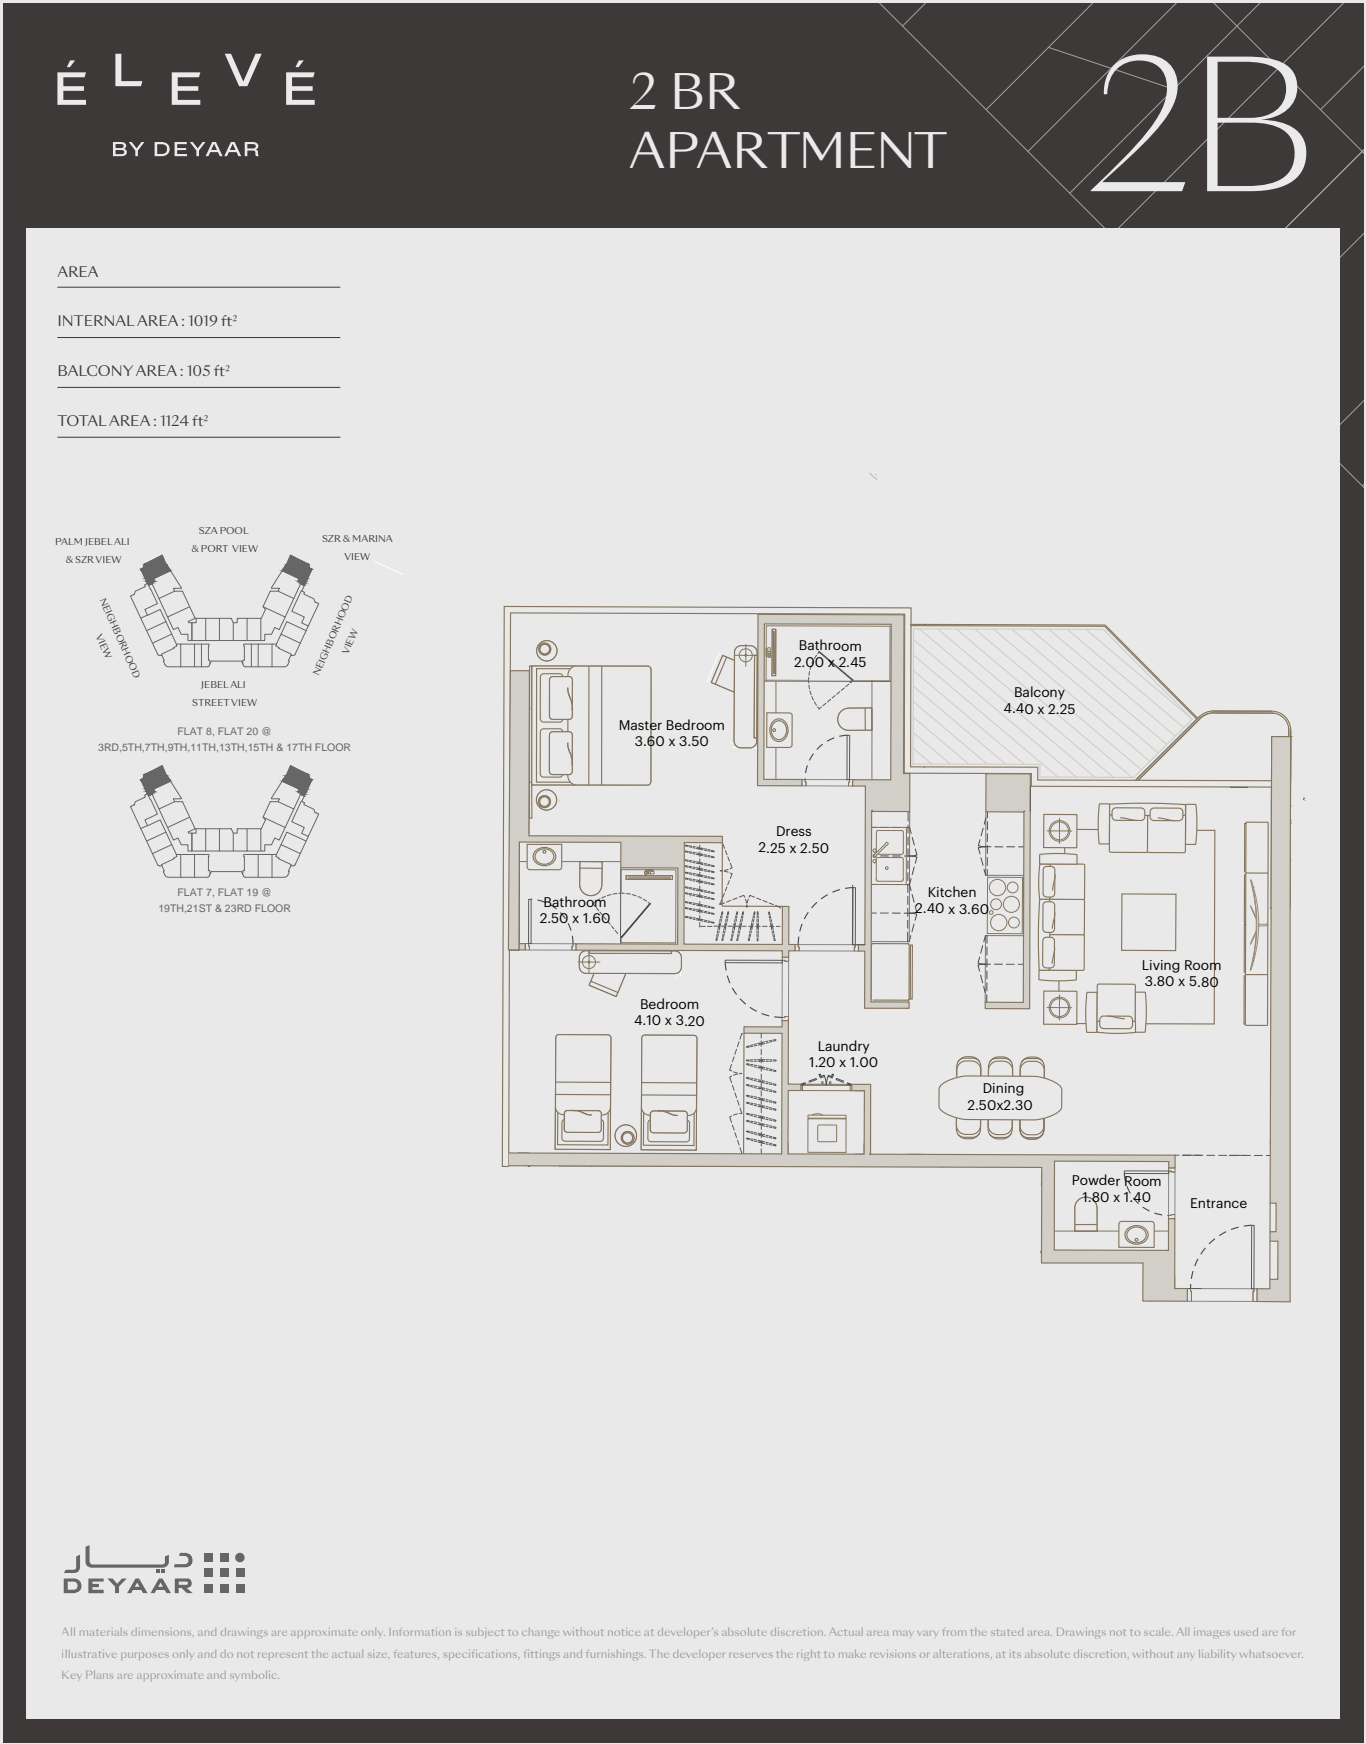 ÉLEVÉ
BY DEYAAR
2 BR
APARTMENT
2B
AREA
INTERNAL AREA : 1019 ft²
BALCONY AREA : 105 ft²
TOTAL AREA : 1124 ft²
PALM JEBEL ALI
& SZR VIEW
SZA POOL
& PORT VIEW
SZR & MARINA
VIEW
NEIGHBORHOOD
VIEW
NEIGHBORHOOD
VIEW
JEBEL ALI
STREET VIEW
FLAT 8, FLAT 20 @
3RD,5TH,7TH,9TH,11TH,13TH,15TH & 17TH FLOOR
FLAT 7, FLAT 19 @
19TH,21ST & 23RD FLOOR
Bathroom
2.00 x 2.45
Balcony
4.40 x 2.25
Master Bedroom
3.60 x 3.50
Dress
2.25 x 2.50
Bathroom
2.50 x 1.60
Kitchen
2.40 x 3.60
Living Room
3.80 x 5.80
Bedroom
4.10 x 3.20
Laundry
1.20 x 1.00
Dining
2.50x2.30
Powder Room
1.80 x 1.40
Entrance
ديار
DEYAAR
All materials dimensions, and drawings are approximate only. Information is subject to change without notice at developer's absolute discretion. Actual area may vary from the stated area. Drawings not to scale. All images used are for
illustrative purposes only and do not represent the actual size, features, specifications, fittings and furnishings. The developer reserves the right to make revisions or alterations, at its absolute discretion, without any liability whatsoever.
Key Plans are approximate and symbolic.